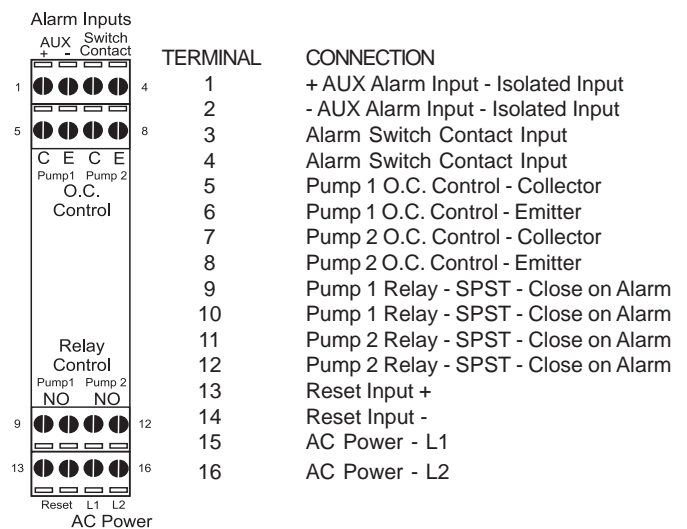 Alarm Inputs
AUX Switch
+ - Contact
1 4
5 8
C E C E
Pump1 Pump 2
O.C.
Control
Relay
Control
Pump1 Pump 2
NO NO
9 12
13 16
Reset L1 L2
AC Power
TERMINAL CONNECTION
1 + AUX Alarm Input - Isolated Input
2 - AUX Alarm Input - Isolated Input
3 Alarm Switch Contact Input
4 Alarm Switch Contact Input
5 Pump 1 O.C. Control - Collector
6 Pump 1 O.C. Control - Emitter
7 Pump 2 O.C. Control - Collector
8 Pump 2 O.C. Control - Emitter
9 Pump 1 Relay - SPST - Close on Alarm
10 Pump 1 Relay - SPST - Close on Alarm
11 Pump 2 Relay - SPST - Close on Alarm
12 Pump 2 Relay - SPST - Close on Alarm
13 Reset Input +
14 Reset Input -
15 AC Power - L1
16 AC Power - L2